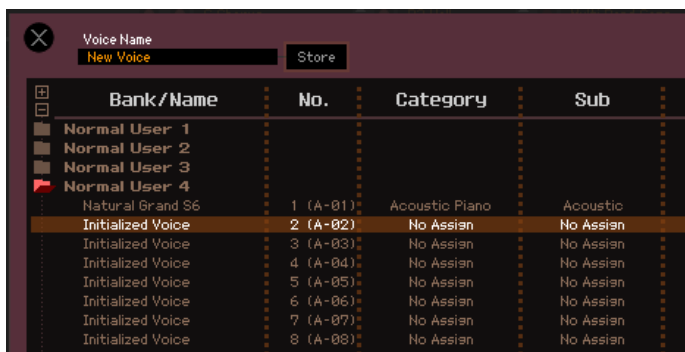 Voice Name
New Voice Store
Bank/Name No. Category Sub
Normal User 1
Normal User 2
Normal User 3
Normal User 4
Natural Grand S6 1 (A-01) Acoustic Piano Acoustic
Initialized Voice 2 (A-02) No Assign No Assign
Initialized Voice 3 (A-03) No Assign No Assign
Initialized Voice 4 (A-04) No Assign No Assign
Initialized Voice 5 (A-05) No Assign No Assign
Initialized Voice 6 (A-06) No Assign No Assign
Initialized Voice 7 (A-07) No Assign No Assign
Initialized Voice 8 (A-08) No Assign No Assign